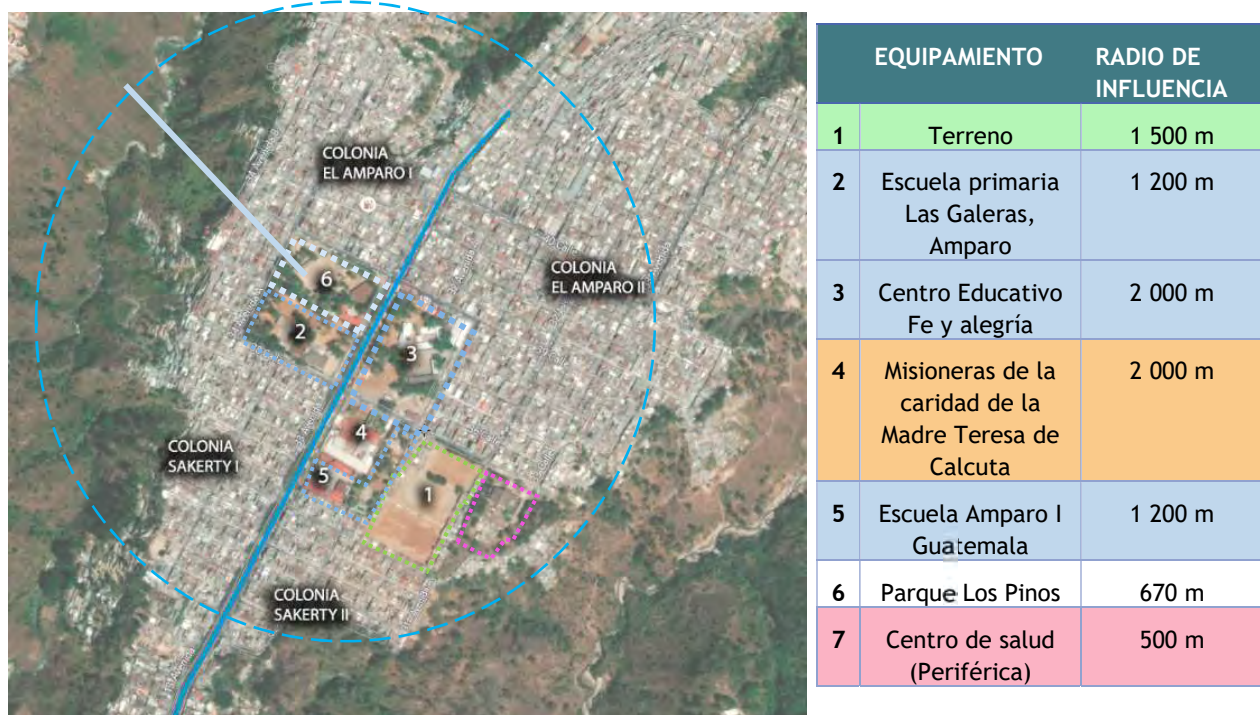 COLONIA
EL AMPARO I
COLONIA
EL AMPARO II
6
2
3
4
COLONIA
SAKERTY I
5
1
COLONIA
SAKERTY II
EQUIPAMIENTO RADIO DE
INFLUENCIA
1 Terreno 1 500 m
2 Escuela primaria 1 200 m
Las Galeras,
Amparo
3 Centro Educativo 2 000 m
Fe y alegría
4 Misioneras de la 2 000 m
caridad de la
Madre Teresa de
Calcuta
5 Escuela Amparo I 1 200 m
Guatemala
6 Parque Los Pinos 670 m
7 Centro de salud 500 m
(Periférica)